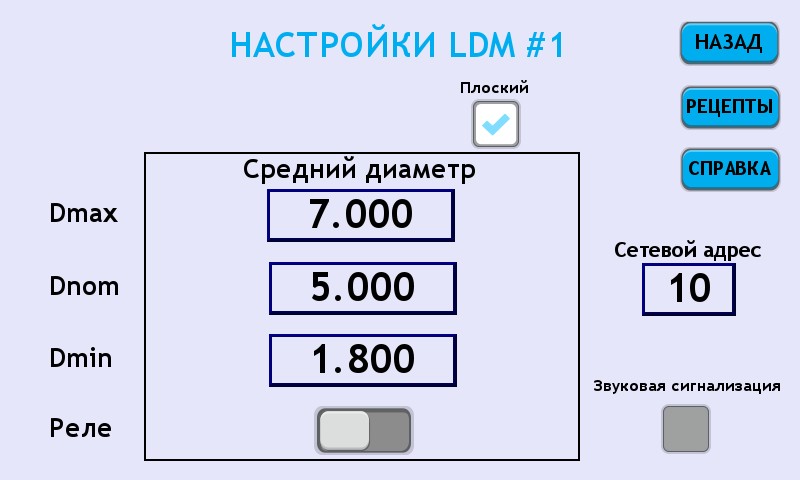 НАСТРОЙКИ LDM #1
НАЗАД
Плоский
РЕЦЕПТЫ
Средний диаметр
СПРАВКА
Dmax
7.000
Сетевой адрес
Dnom
5.000
10
Dmin
1.800
Звуковая сигнализация
Реле